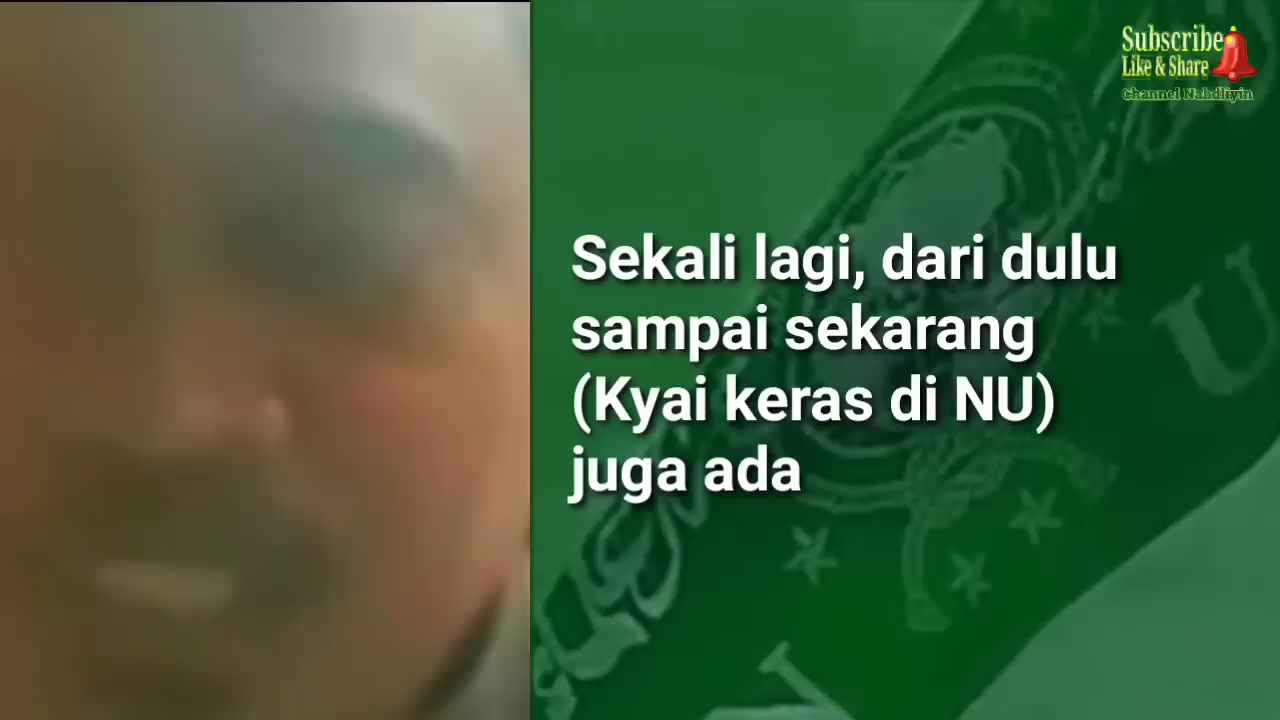 Subscribe
Like & Share
Channel Nahdliyin
Sekali lagi, dari dulu
sampai sekarang
(Kyai keras di NU)
juga ada
U